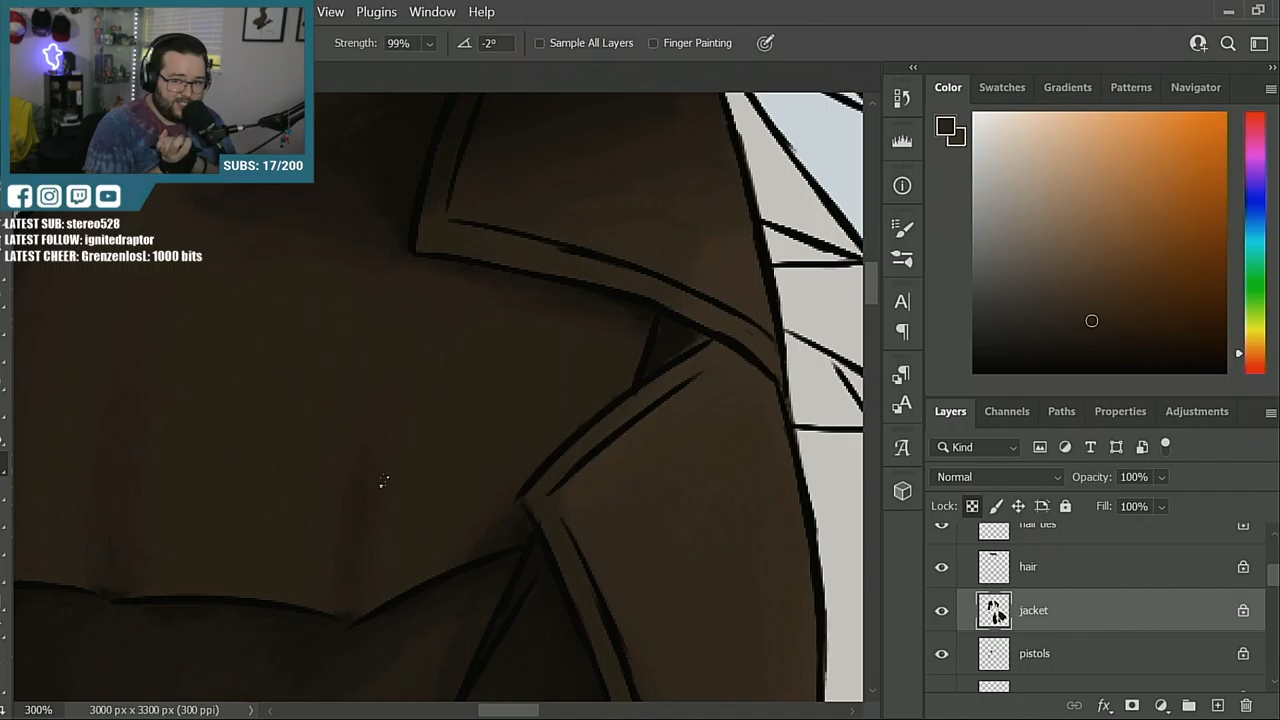 View Plugins Window Help
Strength: 99% -2° Sample All Layers Finger Painting
SUBS: 17/200
LATEST SUB: stereo528
LATEST FOLLOW: ignitedraptor
LATEST CHEER: GrenzenlosL: 1000 bits
Color Swatches Gradients Patterns Navigator
Layers Channels Paths Properties Adjustments
Kind
Normal Opacity: 100%
Lock: Fill: 100%
hair ties
hair
jacket
pistols
300% 3000 px x 3300 px (300 ppi)